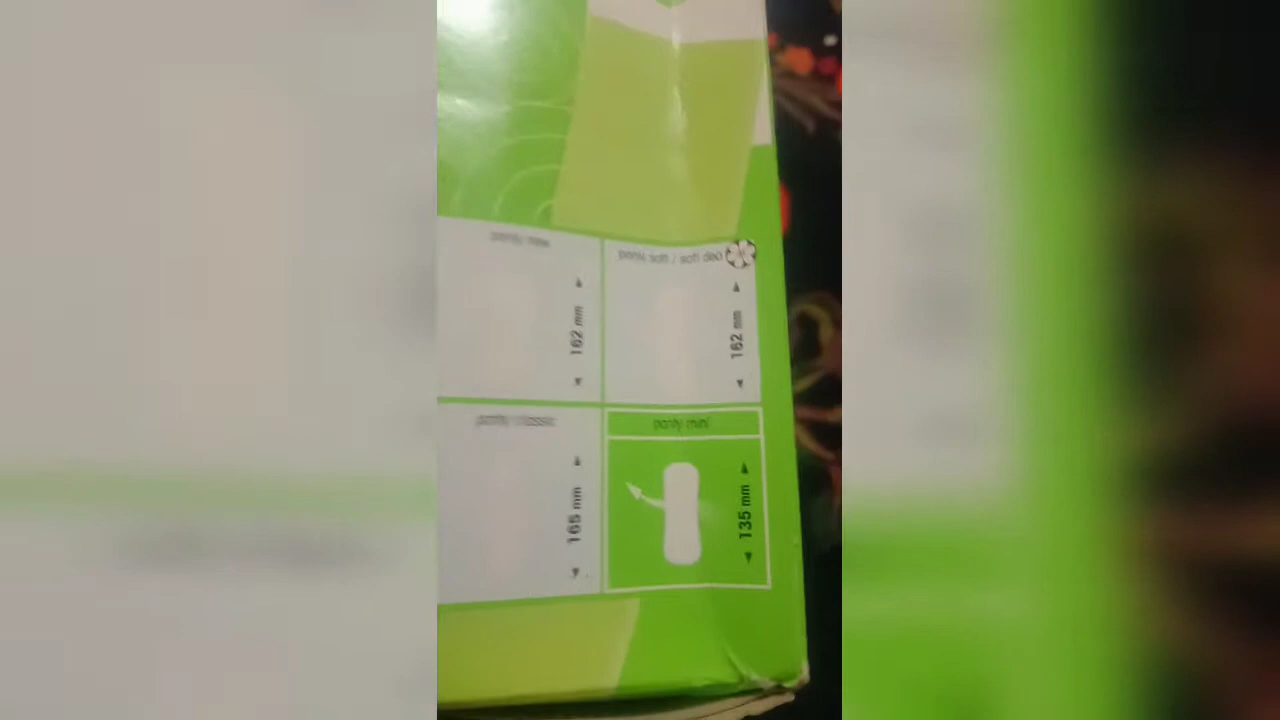 panty new
162 mm
panty soft / soft deo
162 mm
panty classic
165 mm
panty mini
135 mm